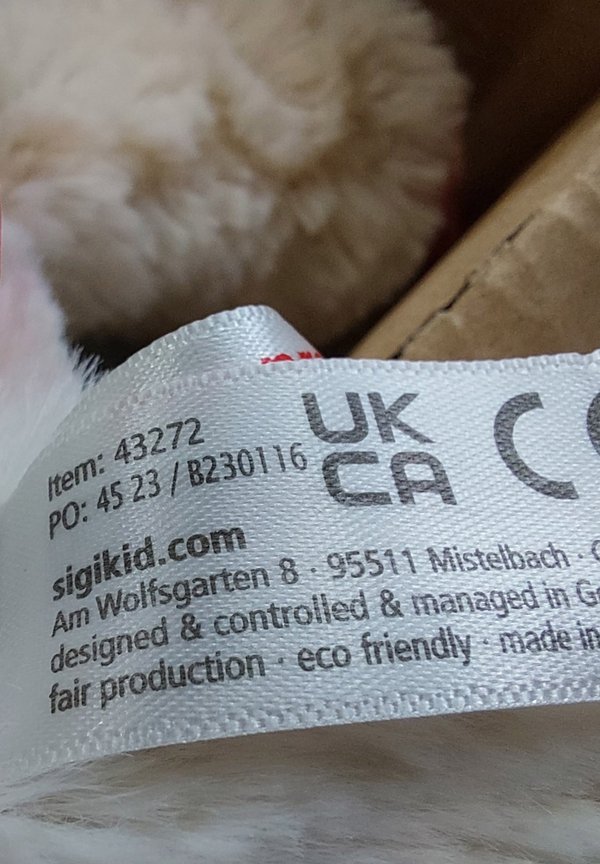 Item: 43272
PO: 45 23 / B230116
UK
CA
sigikid.com
Am Wolfsgarten 8 · 95511 Mistelbach ·
designed & controlled & managed in
fair production · eco friendly · made in